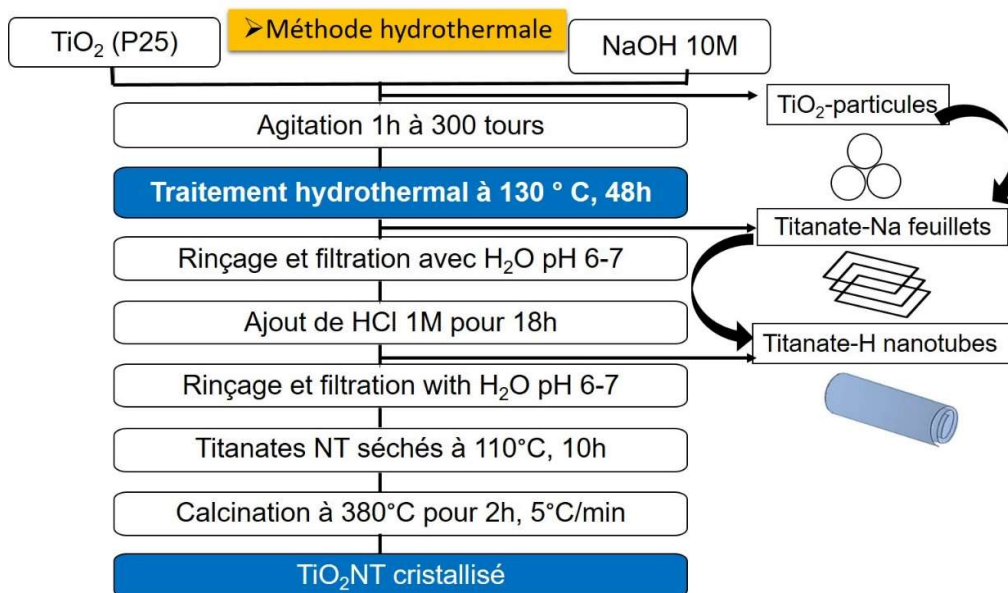 TiO₂ (P25)
➢Méthode hydrothermale
NaOH 10M
TiO₂-particules
Agitation 1h à 300 tours
Traitement hydrothermal à 130 ° C, 48h
Titanate-Na feuillets
Rinçage et filtration avec H₂O pH 6-7
Ajout de HCl 1M pour 18h
Titanate-H nanotubes
Rinçage et filtration with H₂O pH 6-7
Titanates NT séchés à 110°C, 10h
Calcination à 380°C pour 2h, 5°C/min
TiO₂NT cristallisé